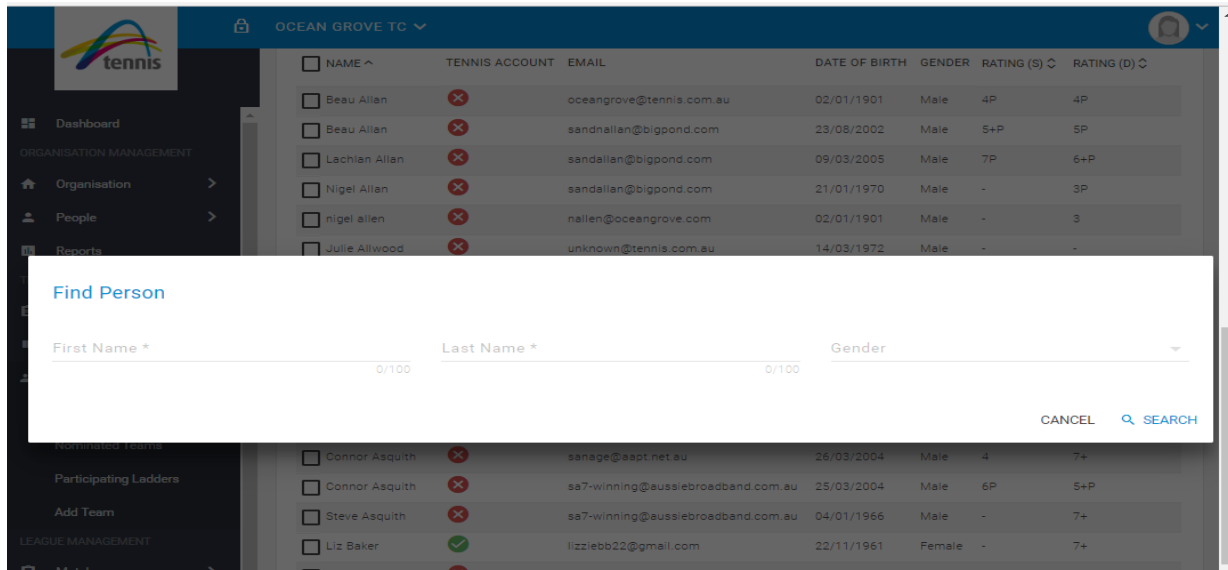 tennis
OCEAN GROVE TC
NAME TENNIS ACCOUNT EMAIL DATE OF BIRTH GENDER RATING (S) RATING (D)
Beau Allan oceangrove@tennis.com.au 02/01/1901 Male 4P 4P
Beau Allan sandnallan@bigpond.com 23/08/2002 Male 5+P 5P
Lachlan Allan sandallan@bigpond.com 09/03/2005 Male 7P 6+P
Nigel Allan sandallan@bigpond.com 21/01/1970 Male - 3P
nigel allen nallen@oceangrove.com 02/01/1901 Male - 3
Julie Allwood unknown@tennis.com.au 14/03/1972 Male - -
Dashboard
ORGANISATION MANAGEMENT
Organisation
People
Reports
Find Person
First Name * Last Name * Gender
0/100 0/100
CANCEL SEARCH
Nominated Teams
Participating Ladders
Add Team
LEAGUE MANAGEMENT
Connor Asquith sanage@aapt.net.au 26/03/2004 Male 4 7+
Connor Asquith sa7-winning@aussiebroadband.com.au 25/03/2004 Male 6P 5+P
Steve Asquith sa7-winning@aussiebroadband.com.au 04/01/1966 Male - 7+
Liz Baker lizziebb22@gmail.com 22/11/1961 Female - 7+